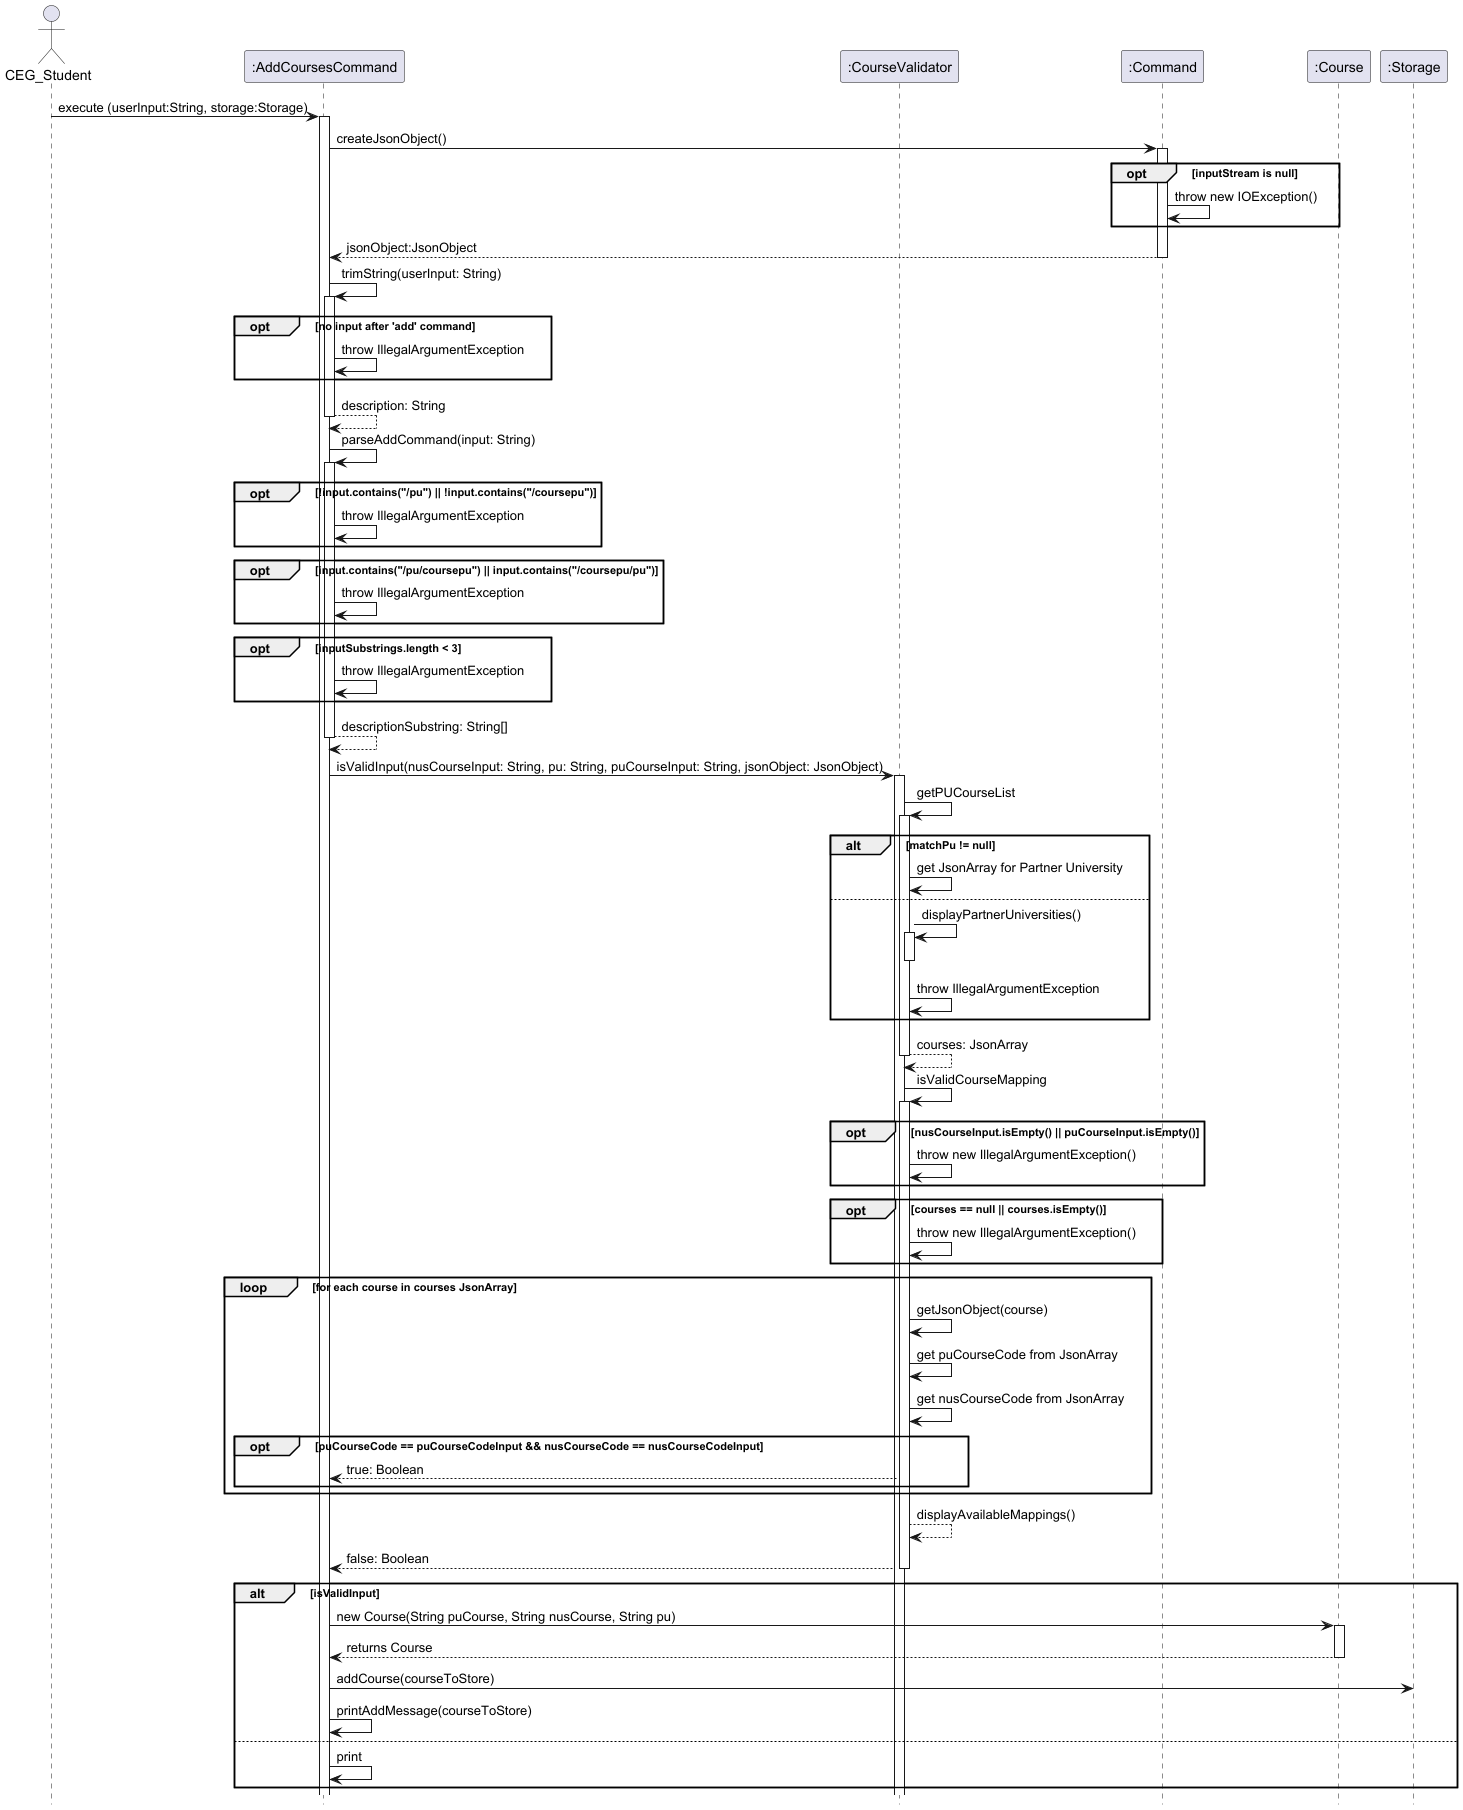 CEG_Student
:AddCoursesCommand
:CourseValidator
:Command
:Course
:Storage
execute (userInput:String, storage:Storage)
createJsonObject()
opt
[inputStream is null]
throw new IOException()
jsonObject:JsonObject
trimString(userInput: String)
opt
[no input after 'add' command]
throw IllegalArgumentException
description: String
parseAddCommand(input: String)
opt
[!input.contains("/pu") || !input.contains("/coursepu")]
throw IllegalArgumentException
opt
[input.contains("/pu/coursepu") || input.contains("/coursepu/pu")]
throw IllegalArgumentException
opt
[inputSubstrings.length < 3]
throw IllegalArgumentException
descriptionSubstring: String[]
isValidInput(nusCourseInput: String, pu: String, puCourseInput: String, jsonObject: JsonObject)
getPUCourseList
alt
[matchPu != null]
get JsonArray for Partner University
displayPartnerUniversities()
throw IllegalArgumentException
courses: JsonArray
isValidCourseMapping
opt
[nusCourseInput.isEmpty() || puCourseInput.isEmpty()]
throw new IllegalArgumentException()
opt
[courses == null || courses.isEmpty()]
throw new IllegalArgumentException()
loop
[for each course in courses JsonArray]
getJsonObject(course)
get puCourseCode from JsonArray
get nusCourseCode from JsonArray
opt
[puCourseCode == puCourseCodeInput && nusCourseCode == nusCourseCodeInput]
true: Boolean
displayAvailableMappings()
false: Boolean
alt
[isValidInput]
new Course(String puCourse, String nusCourse, String pu)
returns Course
addCourse(courseToStore)
printAddMessage(courseToStore)
print